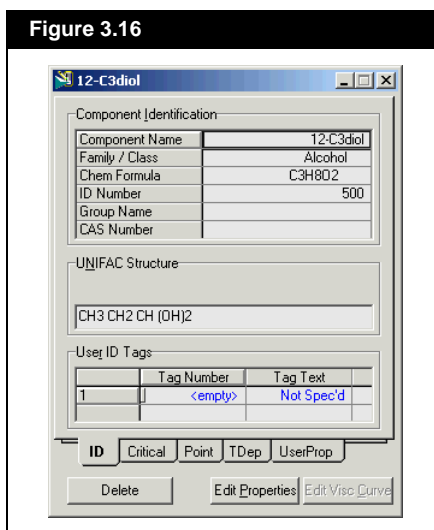 Figure 3.16
12-C3diol
Component Identification
Component Name 12-C3diol
Family / Class Alcohol
Chem Formula C3H8O2
ID Number 500
Group Name
CAS Number
UNIFAC Structure
CH3 CH2 CH (OH)2
User ID Tags
Tag Number Tag Text
1 <empty> Not Spec'd
ID Critical Point TDep UserProp
Delete Edit Properties Edit Visc Curve